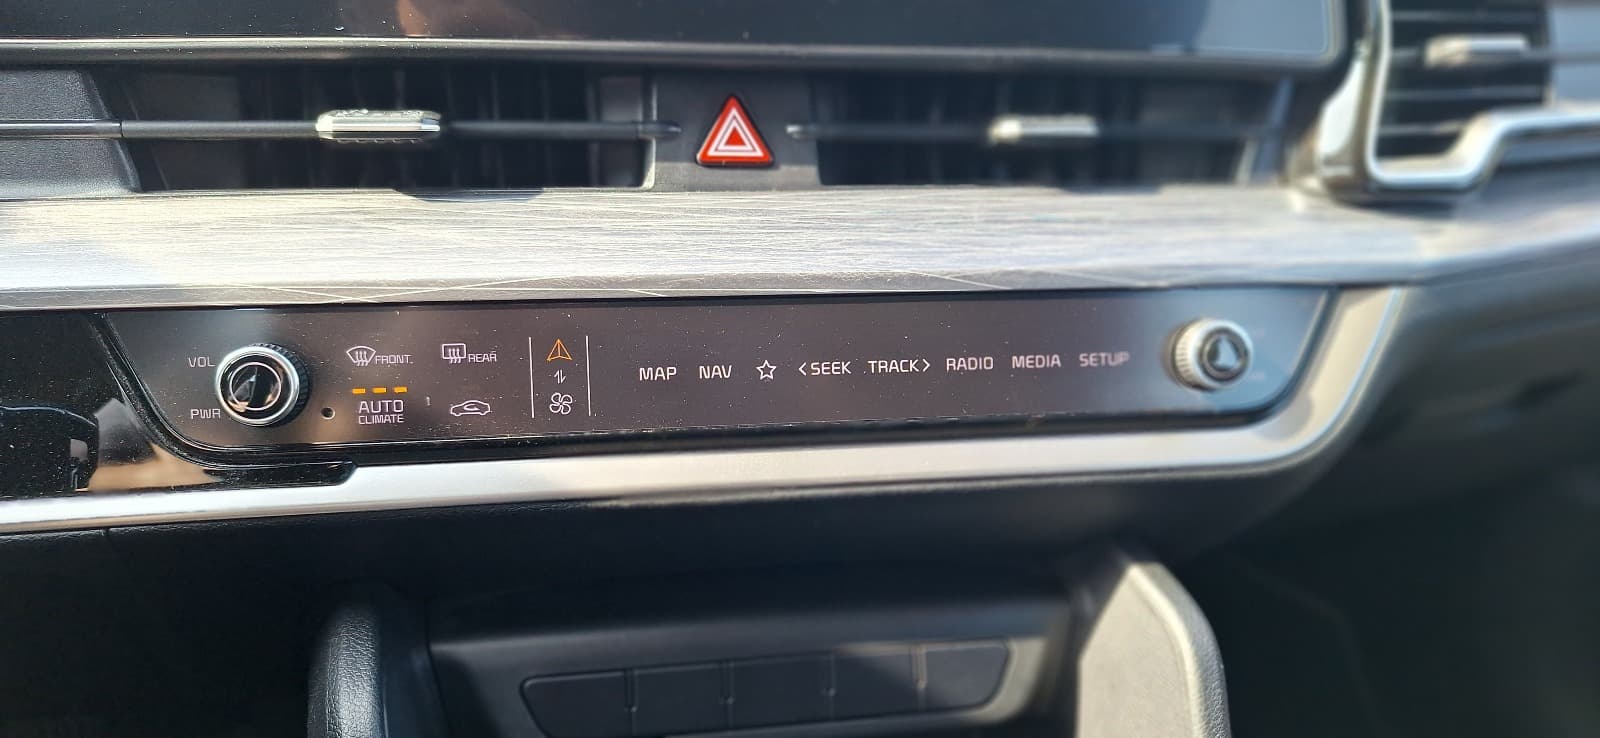 VOL
PWR
FRONT
REAR
AUTO
CLIMATE
MAP NAV <SEEK TRACK> RADIO MEDIA SETUP